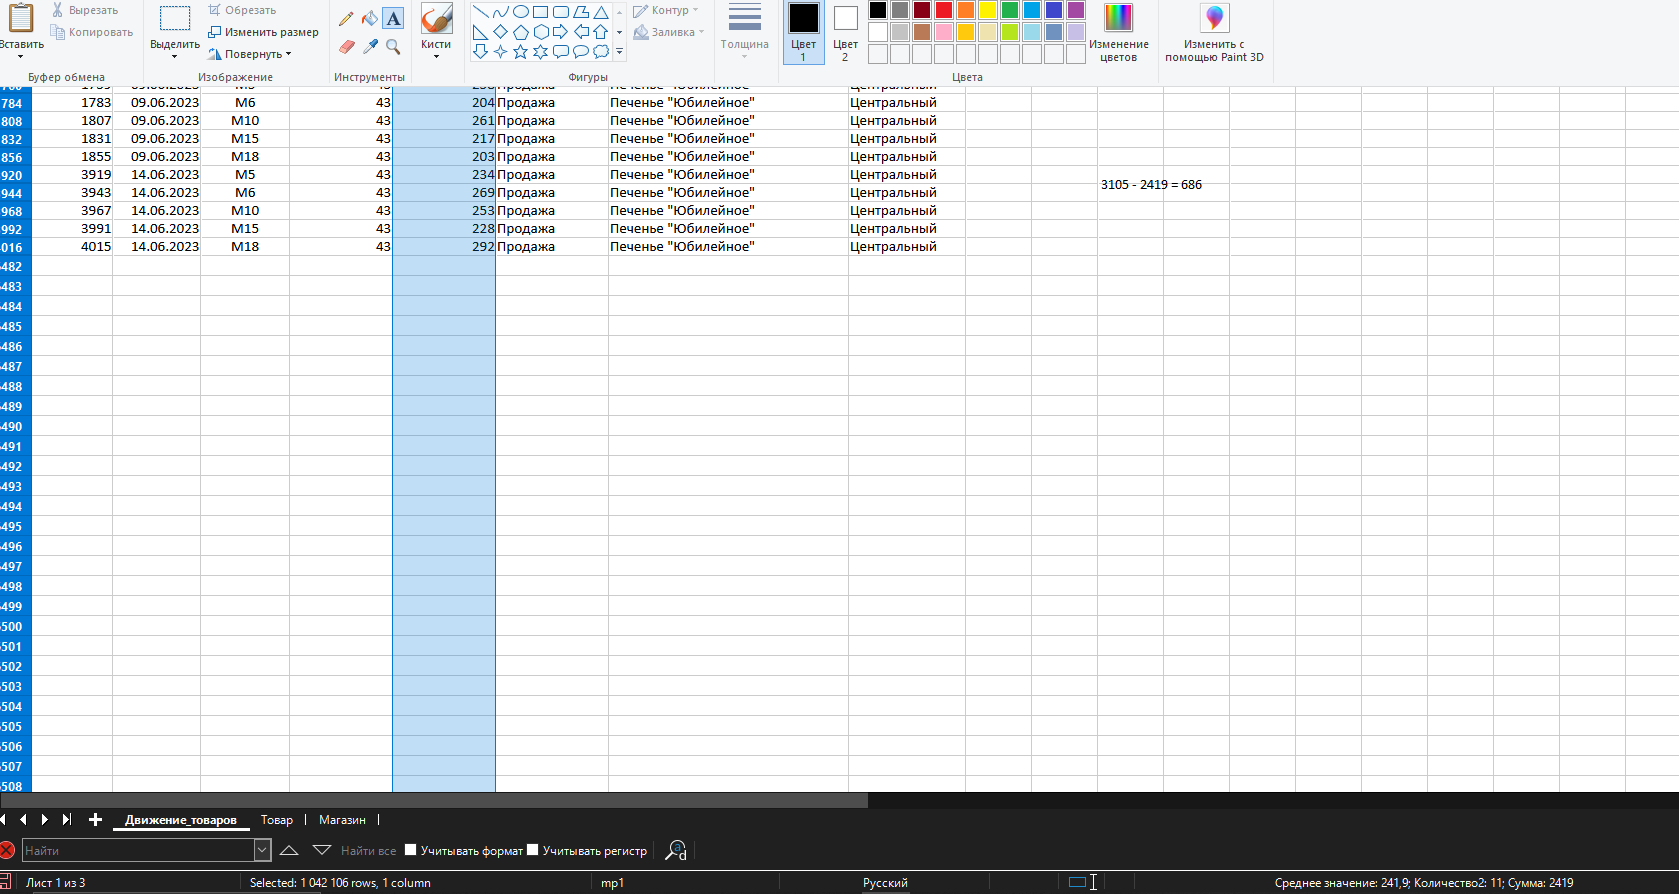 Вставить
Вырезать
Копировать
Буфер обмена
Выделить
Обрезать
Изменить размер
Повернуть
Изображение
A
Инструменты
Кисти
Контур
Заливка
Фигуры
Толщина
Цвет 1
Цвет 2
Изменение цветов
Цвета
Изменить с помощью Paint 3D
784 1783 09.06.2023 M6 43 204 Продажа Печенье "Юбилейное" Центральный
808 1807 09.06.2023 M10 43 261 Продажа Печенье "Юбилейное" Центральный
832 1831 09.06.2023 M15 43 217 Продажа Печенье "Юбилейное" Центральный
856 1855 09.06.2023 M18 43 203 Продажа Печенье "Юбилейное" Центральный
920 3919 14.06.2023 M5 43 234 Продажа Печенье "Юбилейное" Центральный
944 3943 14.06.2023 M6 43 269 Продажа Печенье "Юбилейное" Центральный
3105 - 2419 = 686
968 3967 14.06.2023 M10 43 253 Продажа Печенье "Юбилейное" Центральный
992 3991 14.06.2023 M15 43 228 Продажа Печенье "Юбилейное" Центральный
016 4015 14.06.2023 M18 43 292 Продажа Печенье "Юбилейное" Центральный
482
483
484
485
486
487
488
489
490
491
492
493
494
495
496
497
498
499
500
501
502
503
504
505
506
507
508
Движение_товаров Товар Магазин
Найти Найти все Учитывать формат Учитывать регистр
Лист 1 из 3 Selected: 1 042 106 rows, 1 column mp1 Русский Среднее значение: 241,9; Количество2: 11; Сумма: 2419